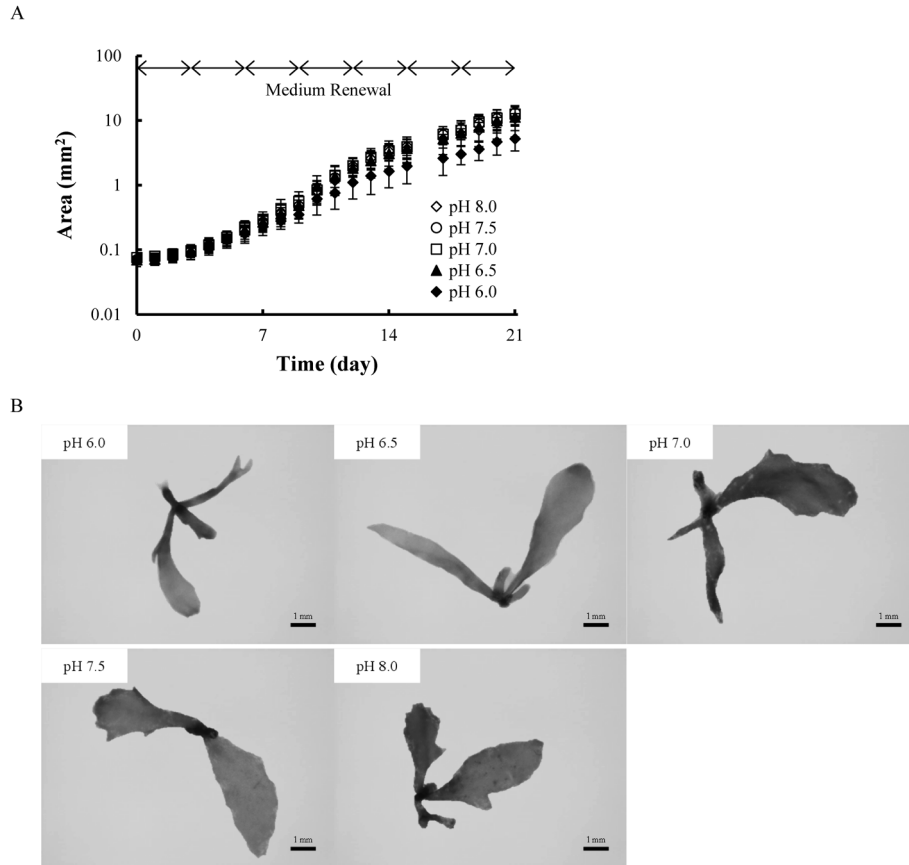 A
100
Medium Renewal
10
Area (mm²)
1
pH 8.0
pH 7.5
0.1
pH 7.0
pH 6.5
pH 6.0
0.01
0 7 14 21
Time (day)
B
pH 6.0 pH 6.5 pH 7.0
1 mm 1 mm 1 mm
pH 7.5 pH 8.0
1 mm 1 mm